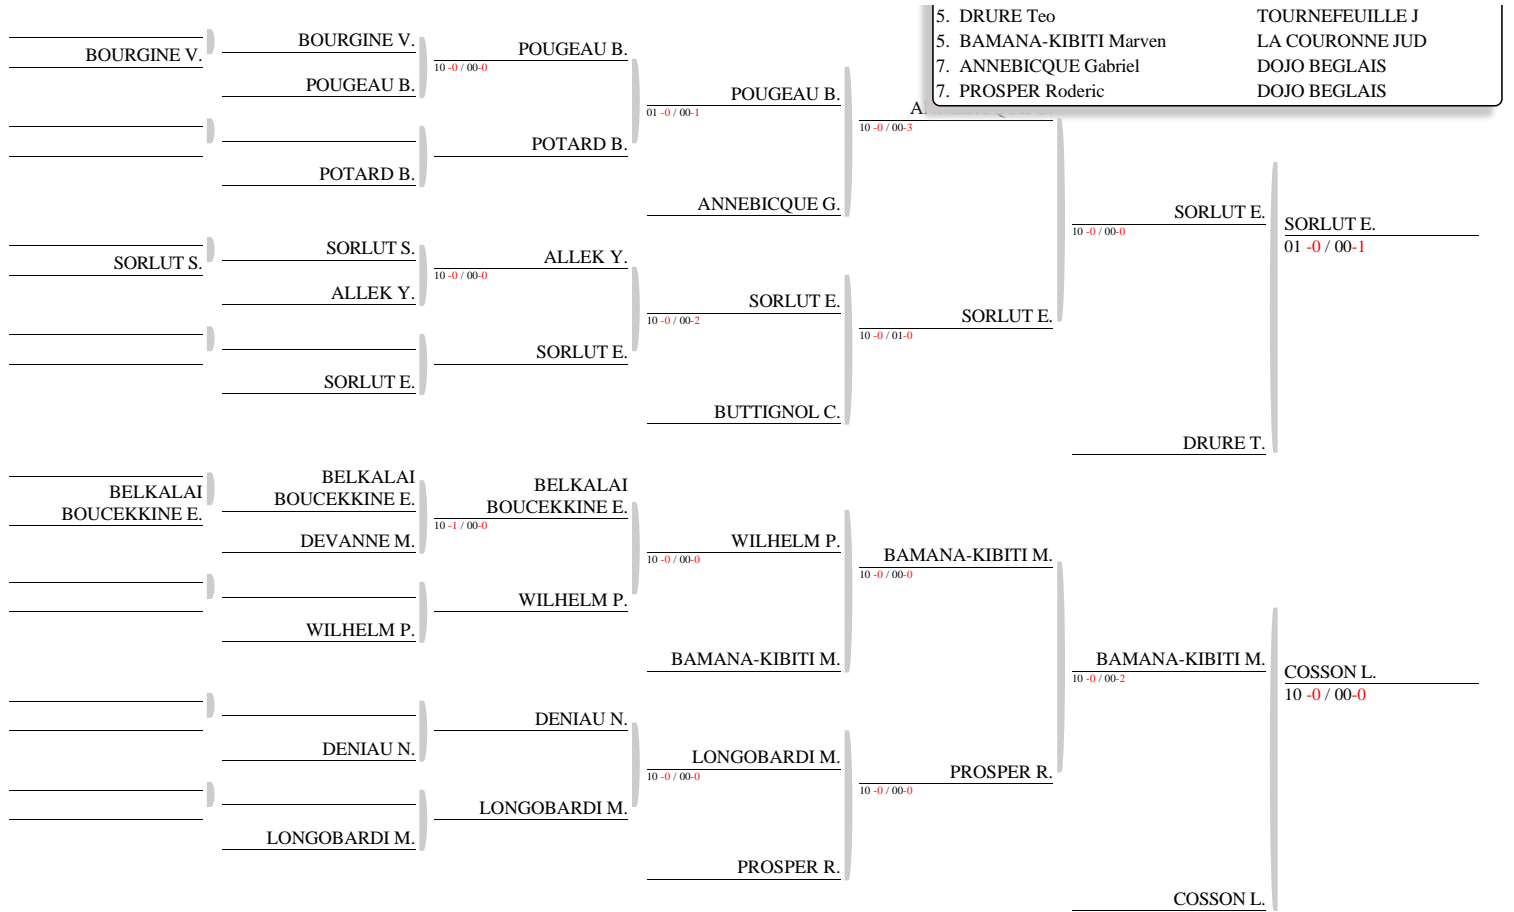 5. DRURE Teo TOURNEFEUILLE J
5. BAMANA-KIBITI Marven LA COURONNE JUD
7. ANNEBICQUE Gabriel DOJO BEGLAIS
7. PROSPER Roderic DOJO BEGLAIS
BOURGINE V.
SORLUT S.
BELKALAI
BOUCEKKINE E.
BOURGINE V.
POUGEAU B.
POTARD B.
SORLUT S.
ALLEK Y.
SORLUT E.
BELKALAI
BOUCEKKINE E.
DEVANNE M.
WILHELM P.
DENIAU N.
LONGOBARDI M.
POUGEAU B.
10 -0 / 00-0
POTARD B.
ALLEK Y.
10 -0 / 00-0
SORLUT E.
BELKALAI
BOUCEKKINE E.
10 -1 / 00-0
WILHELM P.
DENIAU N.
LONGOBARDI M.
POUGEAU B.
01 -0 / 00-1
ANNEBICQUE G.
SORLUT E.
10 -0 / 00-2
BUTTIGNOL C.
WILHELM P.
10 -0 / 00-0
BAMANA-KIBITI M.
LONGOBARDI M.
10 -0 / 00-0
PROSPER R.
10 -0 / 00-3
SORLUT E.
10 -0 / 01-0
BAMANA-KIBITI M.
10 -0 / 00-0
PROSPER R.
10 -0 / 00-0
SORLUT E.
10 -0 / 00-0
DRURE T.
BAMANA-KIBITI M.
10 -0 / 00-2
COSSON L.
SORLUT E.
01 -0 / 00-1
COSSON L.
10 -0 / 00-0